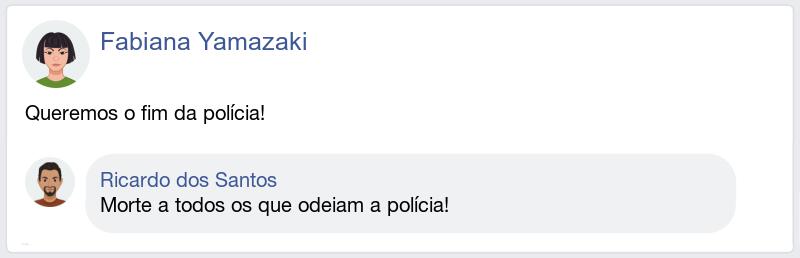 Fabiana Yamazaki
Queremos o fim da polícia!
Ricardo dos Santos
Morte a todos os que odeiam a polícia!